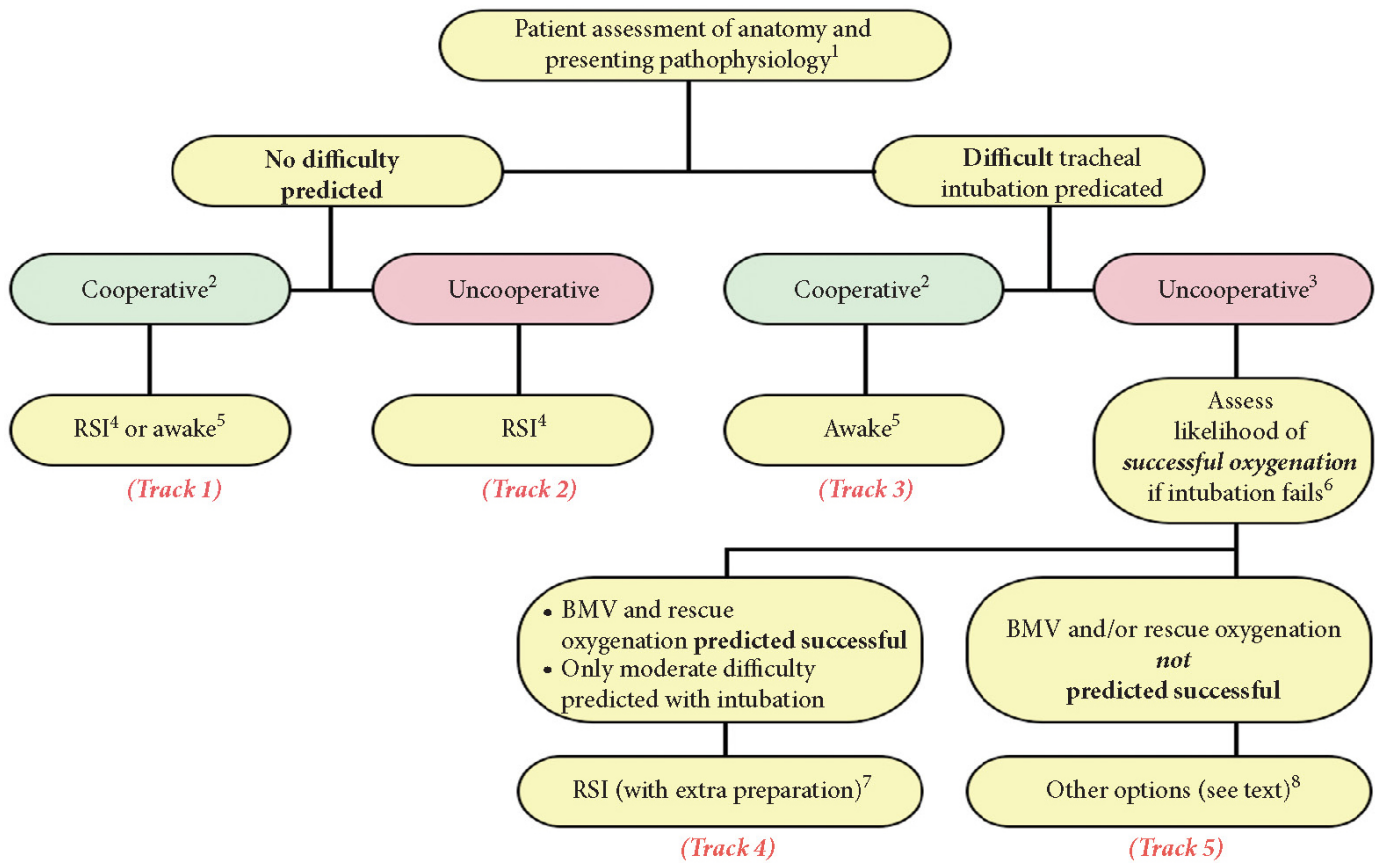 Patient assessment of anatomy and
presenting pathophysiology1
No difficulty
predicted
Difficult tracheal
intubation predicated
Cooperative2
Uncooperative
Cooperative2
Uncooperative3
RSI4 or awake5
(Track 1)
RSI4
(Track 2)
Awake5
(Track 3)
Assess
likelihood of
successful oxygenation
if intubation fails6
• BMV and rescue
oxygenation predicted successful
• Only moderate difficulty
predicted with intubation
BMV and/or rescue oxygenation
not
predicted successful
RSI (with extra preparation)7
(Track 4)
Other options (see text)8
(Track 5)